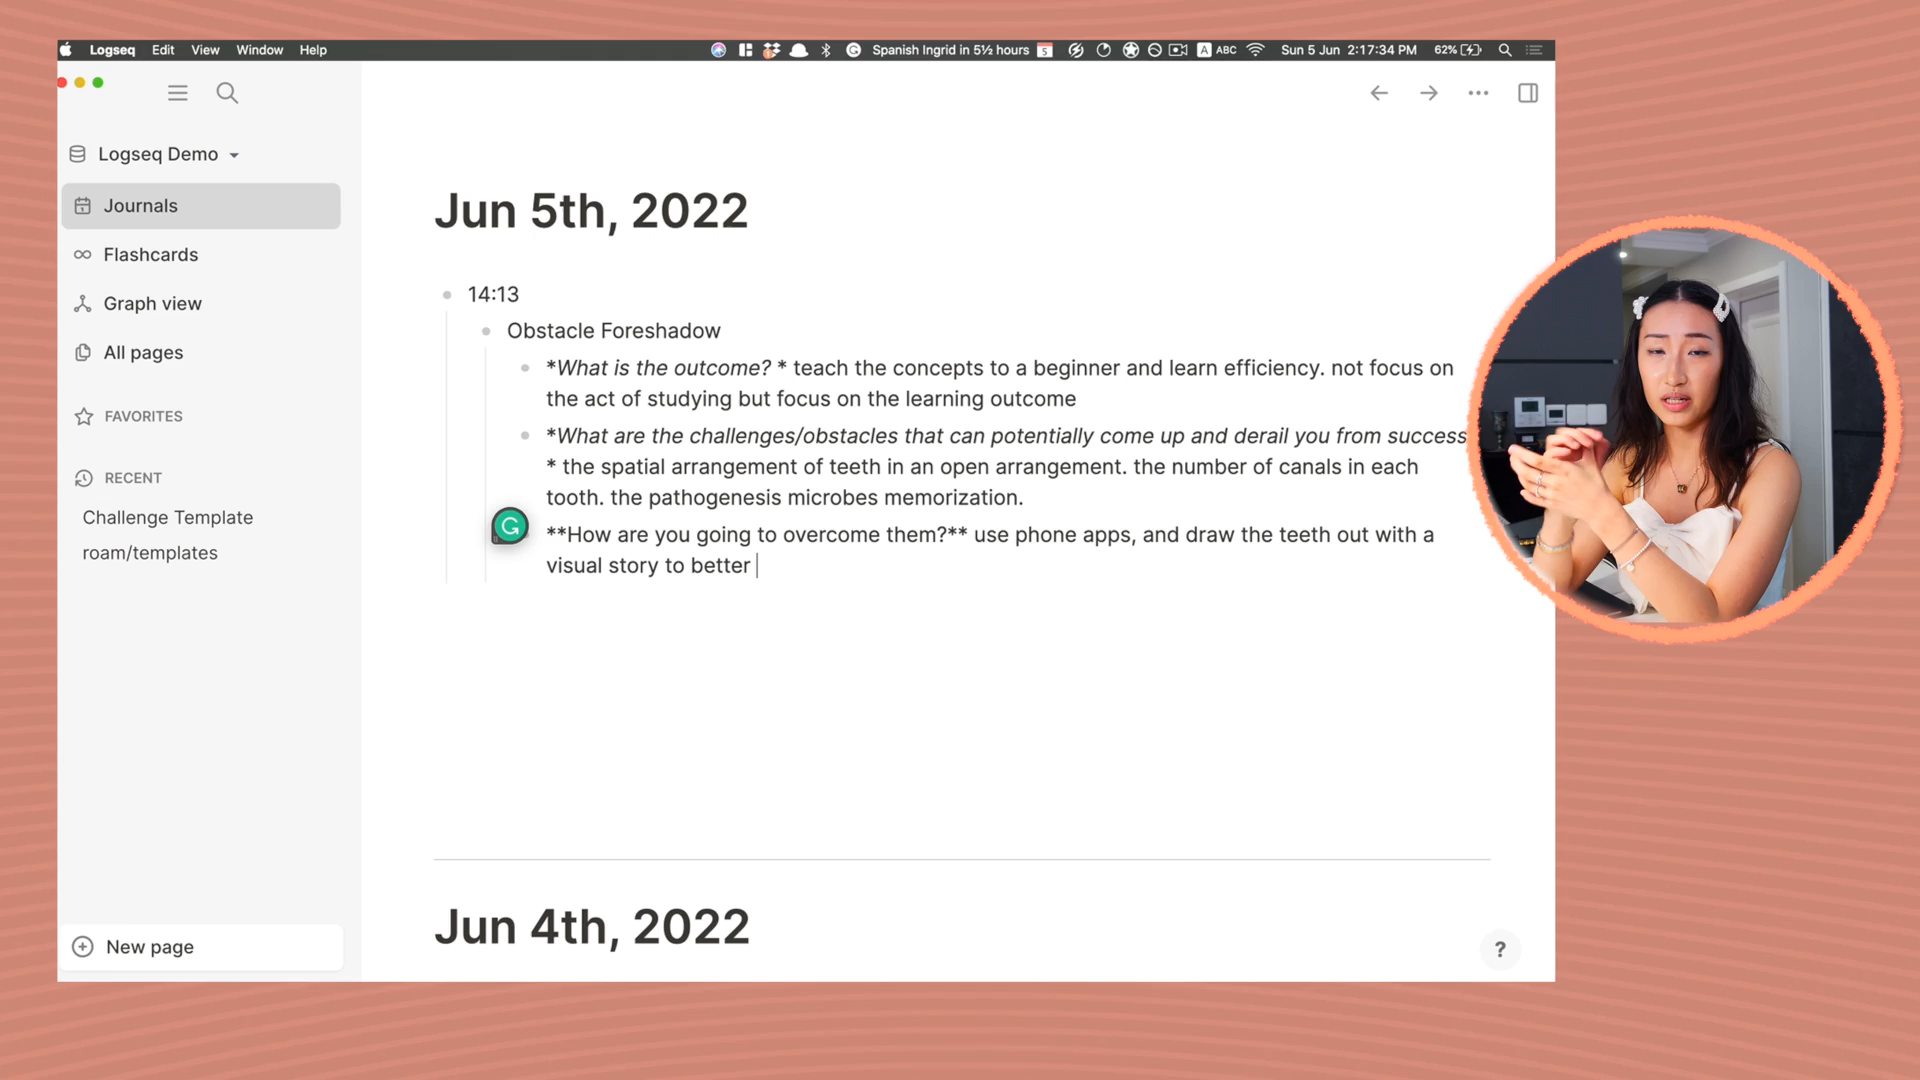 Logseq Edit View Window Help Spanish Ingrid in 5½ hours 5 A ABC Sun 5 Jun 2:17:34 PM 62%
Logseq Demo
Journals
Flashcards
Graph view
All pages
FAVORITES
RECENT
Challenge Template
roam/templates
New page
Jun 5th, 2022
14:13
Obstacle Foreshadow
*What is the outcome? * teach the concepts to a beginner and learn efficiency. not focus on
the act of studying but focus on the learning outcome
*What are the challenges/obstacles that can potentially come up and derail you from success
* the spatial arrangement of teeth in an open arrangement. the number of canals in each
tooth. the pathogenesis microbes memorization.
**How are you going to overcome them?** use phone apps, and draw the teeth out with a
visual story to better
Jun 4th, 2022
?